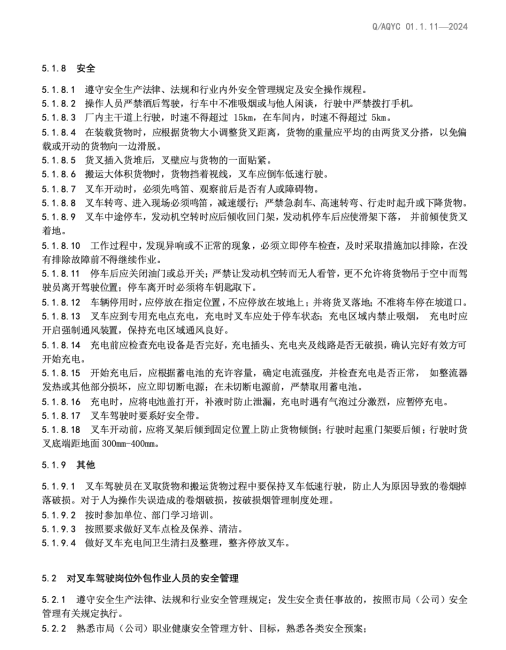 Q/AQYC 01.1.11—2024
5.1.8 安全
5.1.8.1 遵守安全生产法律、法规和行业内外安全管理规定及安全操作规程。
5.1.8.2 操作人员严禁酒后驾驶，行车中不准吸烟或与他人闲谈，行驶中严禁拨打手机。
5.1.8.3 厂内主干道上行驶，时速不得超过 15km，在车间内，时速不得超过 5km。
5.1.8.4 在装载货物时，应根据货物大小调整货叉距离，货物的重量应平均的由两货叉分搭，以免偏
载或开动的货物向一边滑脱。
5.1.8.5 货叉插入货堆后，叉壁应与货物的一面贴紧。
5.1.8.6 搬运大体积货物时，货物挡着视线，叉车应倒车低速行驶。
5.1.8.7 叉车开动时，必须先鸣笛、观察前后是否有人或障碍物。
5.1.8.8 叉车转弯、进入现场必须鸣笛，减速缓行；严禁急刹车、高速转弯、行走时起升或下降货物。
5.1.8.9 叉车中途停车，发动机空转时应后倾收回门架，发动机停车后应使滑架下落， 并前倾使货叉
着地。
5.1.8.10 工作过程中，发现异响或不正常的现象，必须立即停车检查，及时采取措施加以排除，在没
有排除故障前不得继续作业。
5.1.8.11 停车后应关闭油门或总开关；严禁让发动机空转而无人看管，更不允许将货物吊于空中而驾
驶员离开驾驶位置；停车离开时必须将车钥匙取下。
5.1.8.12 车辆停用时，应停放在指定位置，不应停放在坡地上；并将货叉落地；不准将车停在坡道口。
5.1.8.13 叉车应到专用充电点充电，充电时叉车应处于停车状态；充电区域内禁止吸烟， 充电时应
开启强制通风装置，保持充电区域通风良好。
5.1.8.14 充电前应检查充电设备是否完好，充电插头、充电夹及线路是否无破损，确认完好有效方可
开始充电。
5.1.8.15 开始充电后，应根据蓄电池的充许容量，确定电流强度，并检查充电是否正常， 如整流器
发热或其他部分损坏，应立即切断电源；在未切断电源前，严禁取用蓄电池。
5.1.8.16 充电时，应将电池盖打开，补液时防止泄漏，充电时遇有气泡过分激烈，应暂停充电。
5.1.8.17 叉车驾驶时要系好安全带。
5.1.8.18 叉车开动前，应将叉架后倾到固定位置上防止货物倾倒；行驶时起重门架要后倾；行驶时货
叉底端距地面 300mm-400mm。
5.1.9 其他
5.1.9.1 叉车驾驶员在叉取货物和搬运货物过程中要保持叉车低速行驶，防止人为原因导致的卷烟掉
落破损。对于人为操作失误造成的卷烟破损，按破损烟管理制度处理。
5.1.9.2 按时参加单位、部门学习培训。
5.1.9.3 按照要求做好叉车点检及保养、清洁。
5.1.9.4 做好叉车充电间卫生清扫及整理，整齐停放叉车。
5.2 对叉车驾驶岗位外包作业人员的安全管理
5.2.1 遵守安全生产法律、法规和行业安全管理规定；发生安全责任事故的，按照市局（公司）安全
管理有关规定执行。
5.2.2 熟悉市局（公司）职业健康安全管理方针、目标，熟悉各类安全预案；